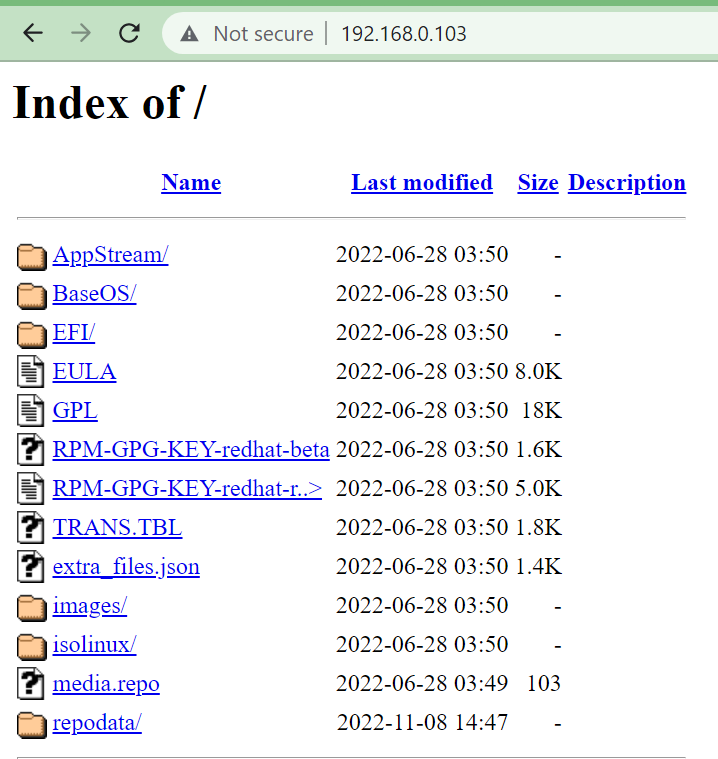 Not secure | 192.168.0.103
Index of /
Name Last modified Size Description
AppStream/ 2022-06-28 03:50 -
BaseOS/ 2022-06-28 03:50 -
EFI/ 2022-06-28 03:50 -
EULA 2022-06-28 03:50 8.0K
GPL 2022-06-28 03:50 18K
RPM-GPG-KEY-redhat-beta 2022-06-28 03:50 1.6K
RPM-GPG-KEY-redhat-r..> 2022-06-28 03:50 5.0K
TRANS.TBL 2022-06-28 03:50 1.8K
extra_files.json 2022-06-28 03:50 1.4K
images/ 2022-06-28 03:50 -
isolinux/ 2022-06-28 03:50 -
media.repo 2022-06-28 03:49 103
repodata/ 2022-11-08 14:47 -